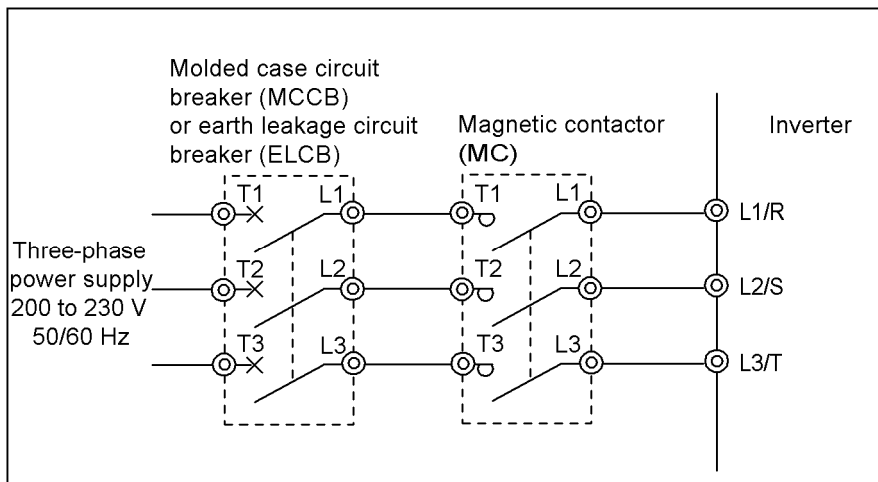 Molded case circuit
breaker (MCCB)
or earth leakage circuit
breaker (ELCB)
Magnetic contactor
(MC)
Inverter
T1 L1 T1 L1 L1/R
Three-phase
power supply
200 to 230 V
50/60 Hz
T2 L2 T2 L2 L2/S
T3 L3 T3 L3 L3/T